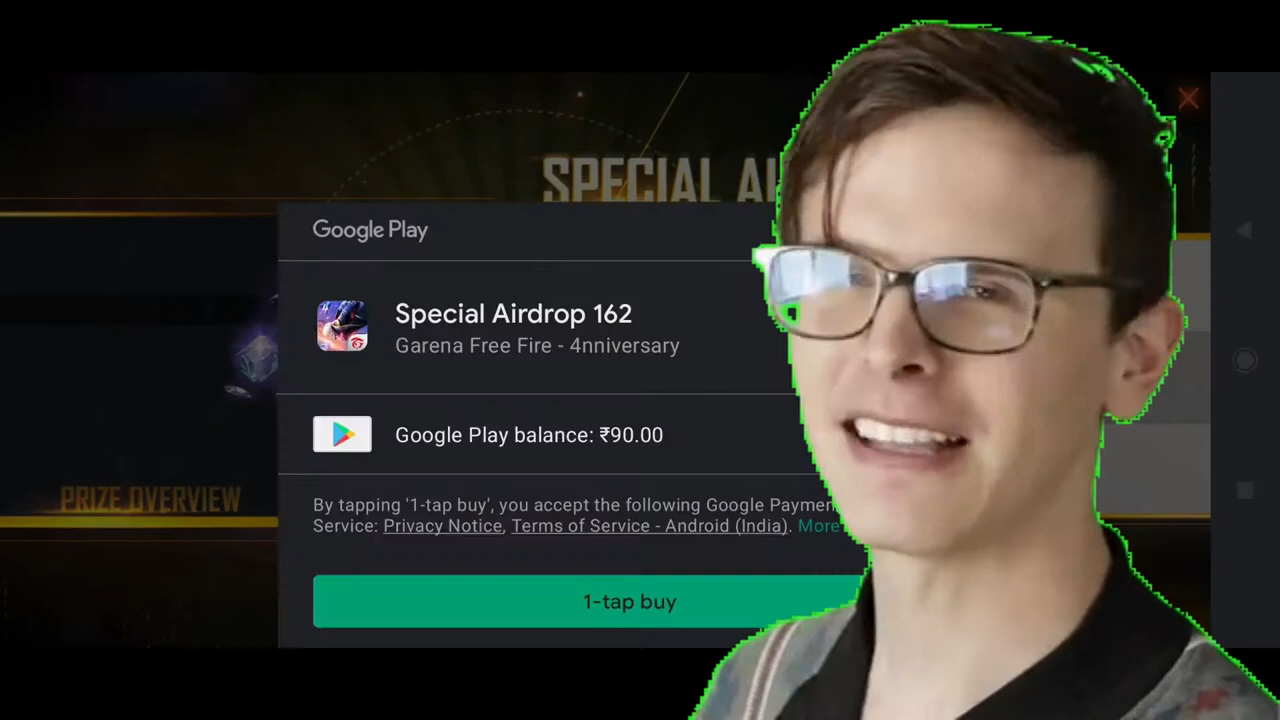 SPECIAL AI
Google Play
Special Airdrop 162
Garena Free Fire - 4nniversary
Google Play balance: ₹90.00
PRIZE OVERVIEW
By tapping '1-tap buy', you accept the following Google Paymen
Service: Privacy Notice, Terms of Service - Android (India). More
1-tap buy